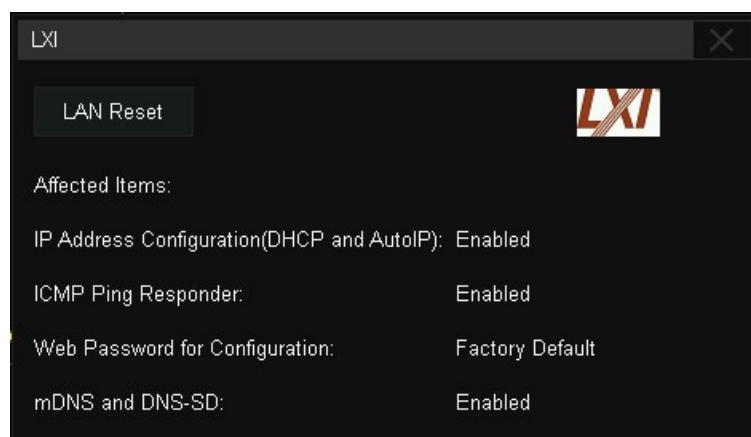 LXI
LAN Reset
LXI
Affected Items:
IP Address Configuration(DHCP and AutoIP): Enabled
ICMP Ping Responder: Enabled
Web Password for Configuration: Factory Default
mDNS and DNS-SD: Enabled